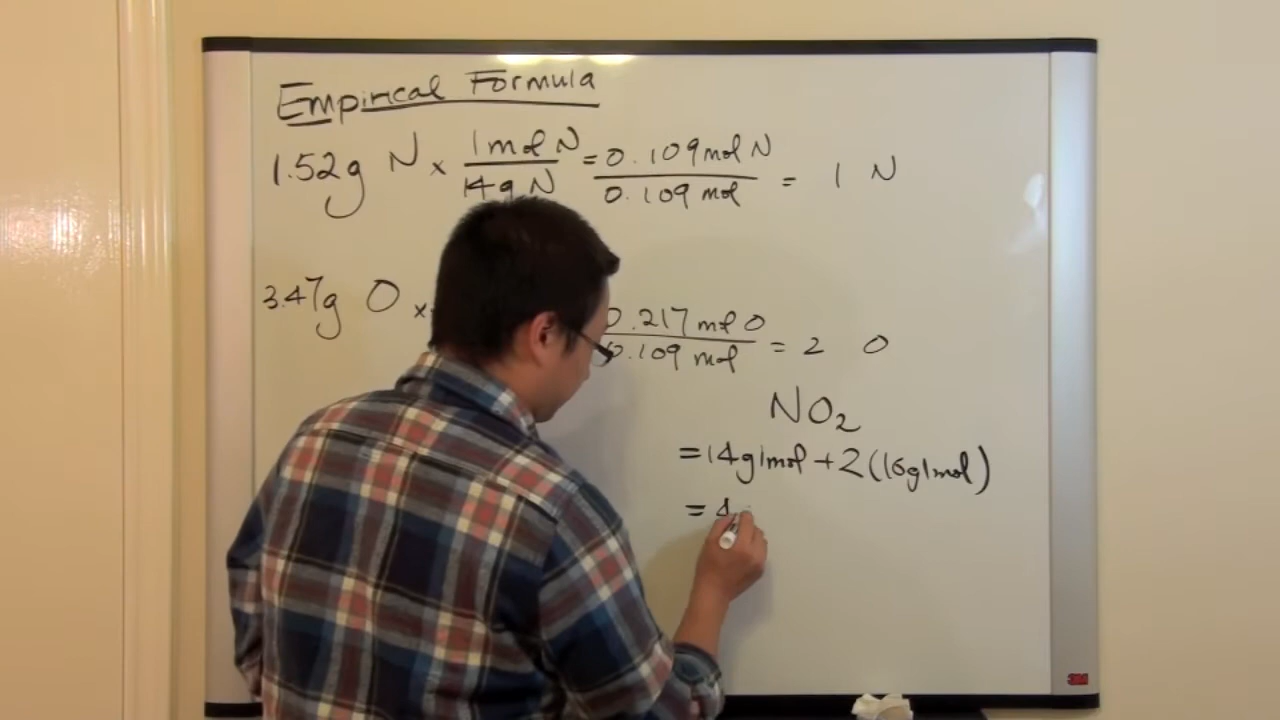 Empirical Formula
1.52g N × 1 mol N / 14 g N = 0.109 mol N / 0.109 mol = 1 N
3.47g O × 0.217 mol O / 0.109 mol = 2 O
NO₂
= 14g/mol + 2(16g/mol)
= 4
3M